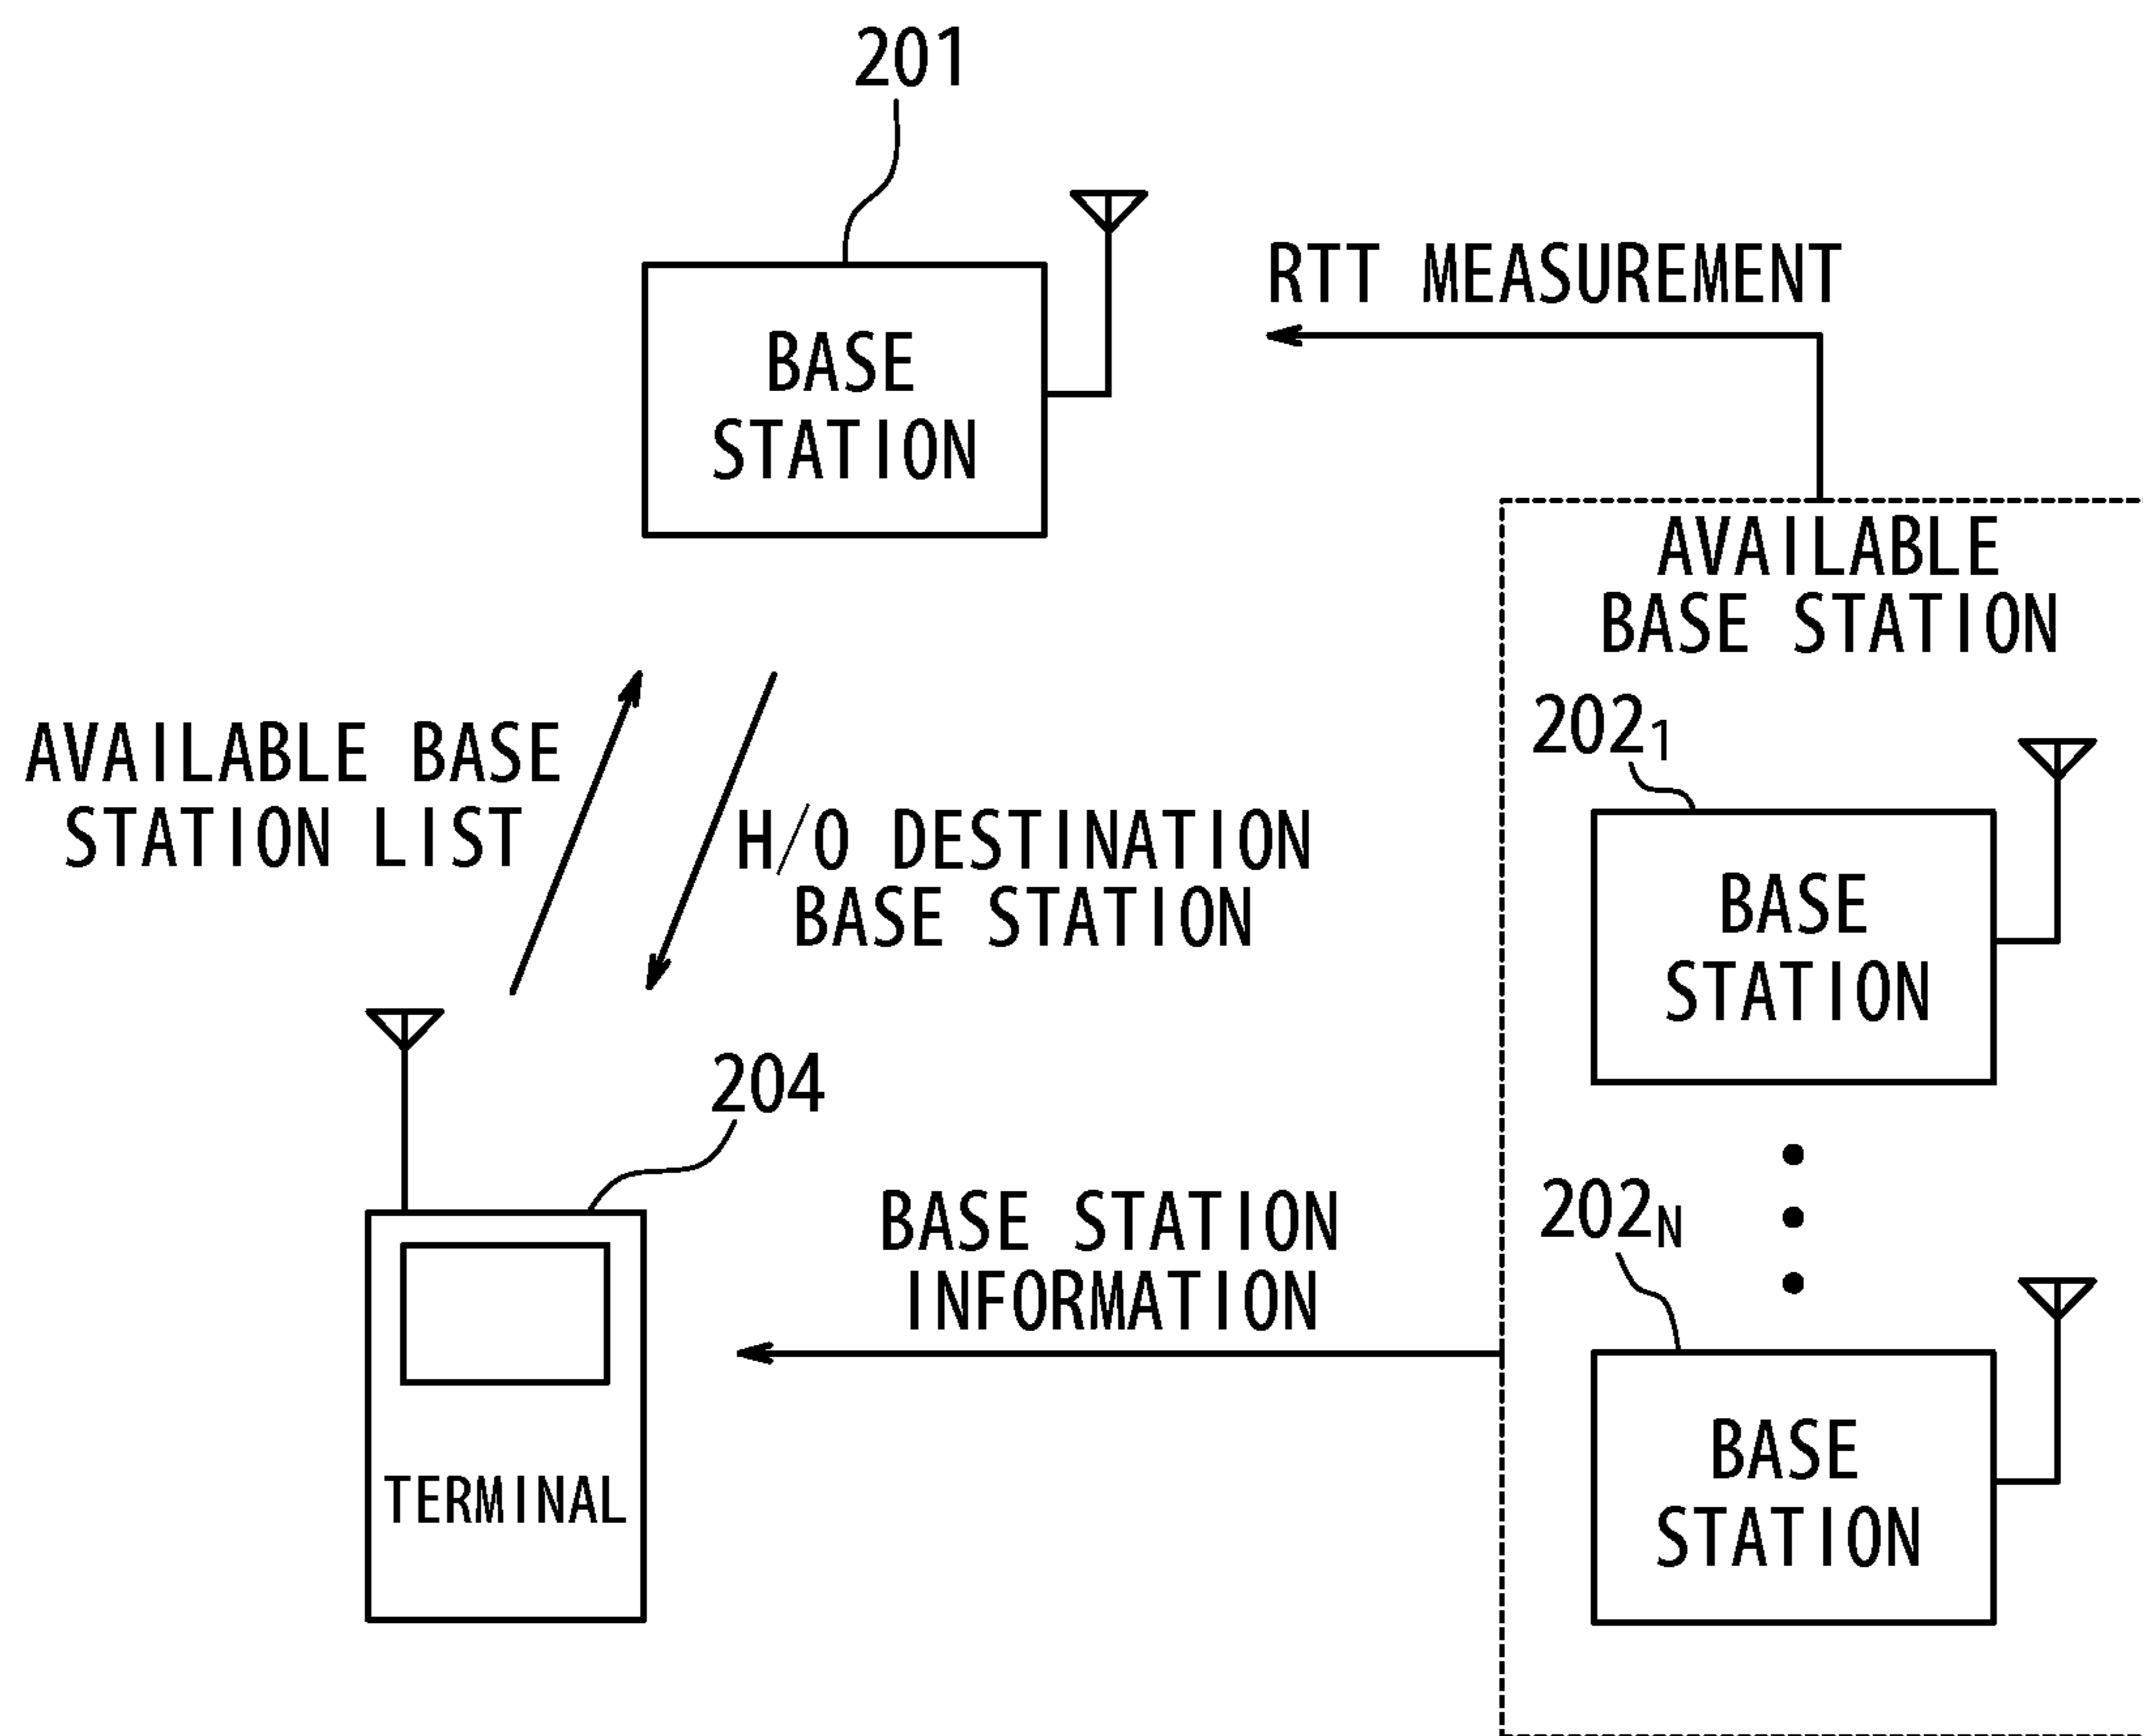 201
BASE
STATION
RTT MEASUREMENT
AVAILABLE
BASE STATION
AVAILABLE BASE
STATION LIST
H/O DESTINATION
BASE STATION
202₁
BASE
STATION
204
TERMINAL
BASE STATION
INFORMATION
202N
BASE
STATION